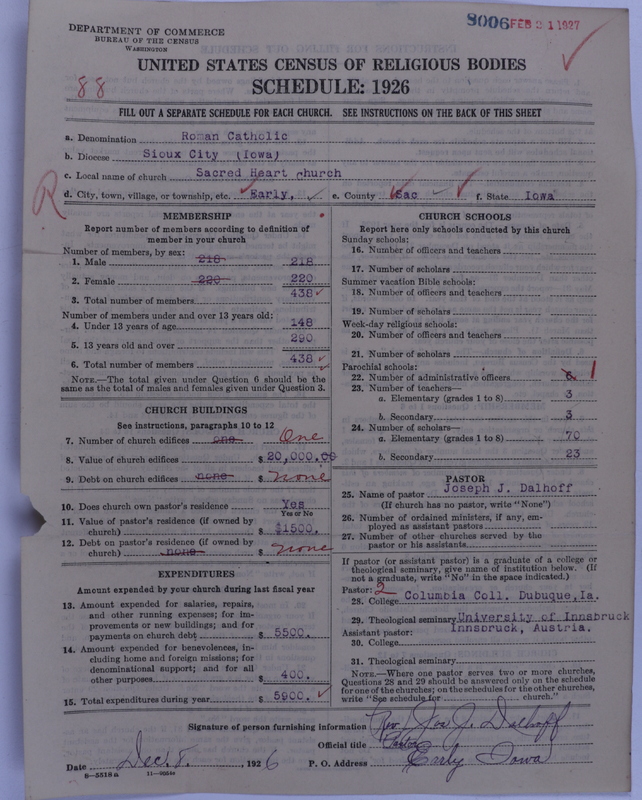 DEPARTMENT OF COMMERCE
BUREAU OF THE CENSUS
WASHINGTON
8006 FEB 21 1927
UNITED STATES CENSUS OF RELIGIOUS BODIES
SCHEDULE: 1926
88
FILL OUT A SEPARATE SCHEDULE FOR EACH CHURCH. SEE INSTRUCTIONS ON THE BACK OF THIS SHEET
a. Denomination Roman Catholic
b. Diocese Sioux City (Iowa)
c. Local name of church Sacred Heart church
R
d. City, town, village, or township, etc. Early, e. County Sac f. State Iowa
MEMBERSHIP
Report number of members according to definition of
member in your church
Number of members, by sex:
1. Male 218 218
2. Female 220 220
3. Total number of members 438
Number of members under and over 13 years old:
4. Under 13 years of age 148
5. 13 years old and over 290
6. Total number of members 438
NOTE.—The total given under Question 6 should be the
same as the total of males and females given under Question 3.
CHURCH BUILDINGS
See instructions, paragraphs 10 to 12
7. Number of church edifices one One
8. Value of church edifices $ 20,000.00
9. Debt on church edifices none $ none
10. Does church own pastor's residence Yes
Yes or No
11. Value of pastor's residence (if owned by
church) $ $1500.
12. Debt on pastor's residence (if owned by
church) none $ none
EXPENDITURES
Amount expended by your church during last fiscal year
13. Amount expended for salaries, repairs,
and other running expenses; for im-
provements or new buildings; and for
payments on church debt $ 5500.
14. Amount expended for benevolences, in-
cluding home and foreign missions; for
denominational support; and for all
other purposes $ 400.
15. Total expenditures during year $ 5900.
CHURCH SCHOOLS
Report here only schools conducted by this church
Sunday schools:
16. Number of officers and teachers
17. Number of scholars
Summer vacation Bible schools:
18. Number of officers and teachers
19. Number of scholars
Week-day religious schools:
20. Number of officers and teachers
21. Number of scholars
Parochial schools:
22. Number of administrative officers 1
23. Number of teachers—
a. Elementary (grades 1 to 8) 3
b. Secondary 3
24. Number of scholars—
a. Elementary (grades 1 to 8) 70
b. Secondary 23
PASTOR
25. Name of pastor Joseph J. Dalhoff
(If church has no pastor, write "None")
26. Number of ordained ministers, if any, em-
ployed as assistant pastors
27. Number of other churches served by the
pastor or his assistants
If pastor (or assistant pastor) is a graduate of a college or
theological seminary, give name of institution below. (If
not a graduate, write "No" in the space indicated.)
Pastor: 2
28. College Columbia Coll. Dubuque,Ia.
29. Theological seminary University of Innsbruck
Assistant pastor: Innsbruck, Austria.
30. College
31. Theological seminary
NOTE.—Where one pastor serves two or more churches,
Questions 28 and 29 should be answered only on the schedule
for one of the churches; on the schedules for the other churches,
write "See schedule for church."
Signature of person furnishing information Rev. Jos J. Dalhoff
Official title Pastor
Date Dec. 8, 1926 P. O. Address Early Iowa
8—5518a 11—9054a